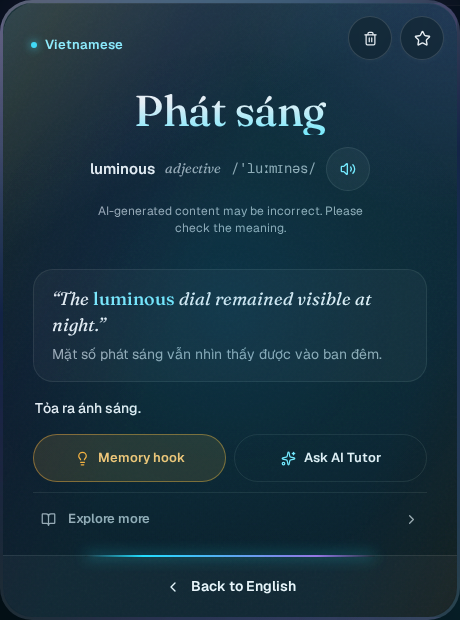 Vietnamese
Phát sáng
luminous adjective /ˈluːmɪnəs/
AI-generated content may be incorrect. Please
check the meaning.
“The luminous dial remained visible at
night.”
Mặt số phát sáng vẫn nhìn thấy được vào ban đêm.
Tỏa ra ánh sáng.
Memory hook
Ask AI Tutor
Explore more
Back to English